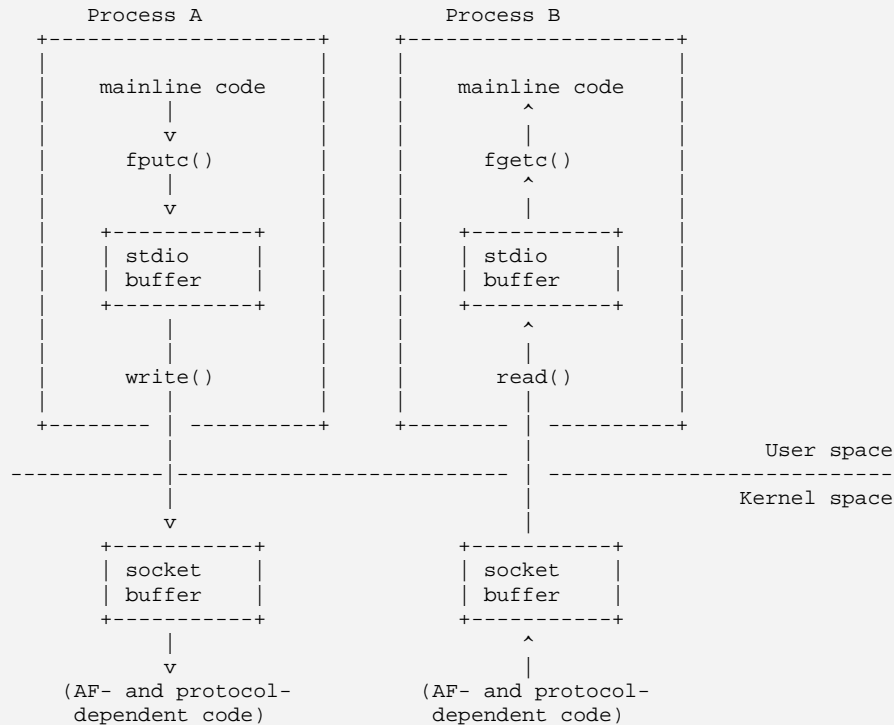 Process A                 Process B
mainline code             mainline code
fputc()                   fgetc()
stdio                     stdio
buffer                    buffer
write()                   read()
User space
Kernel space
socket                    socket
buffer                    buffer
(AF- and protocol-        (AF- and protocol-
dependent code)           dependent code)